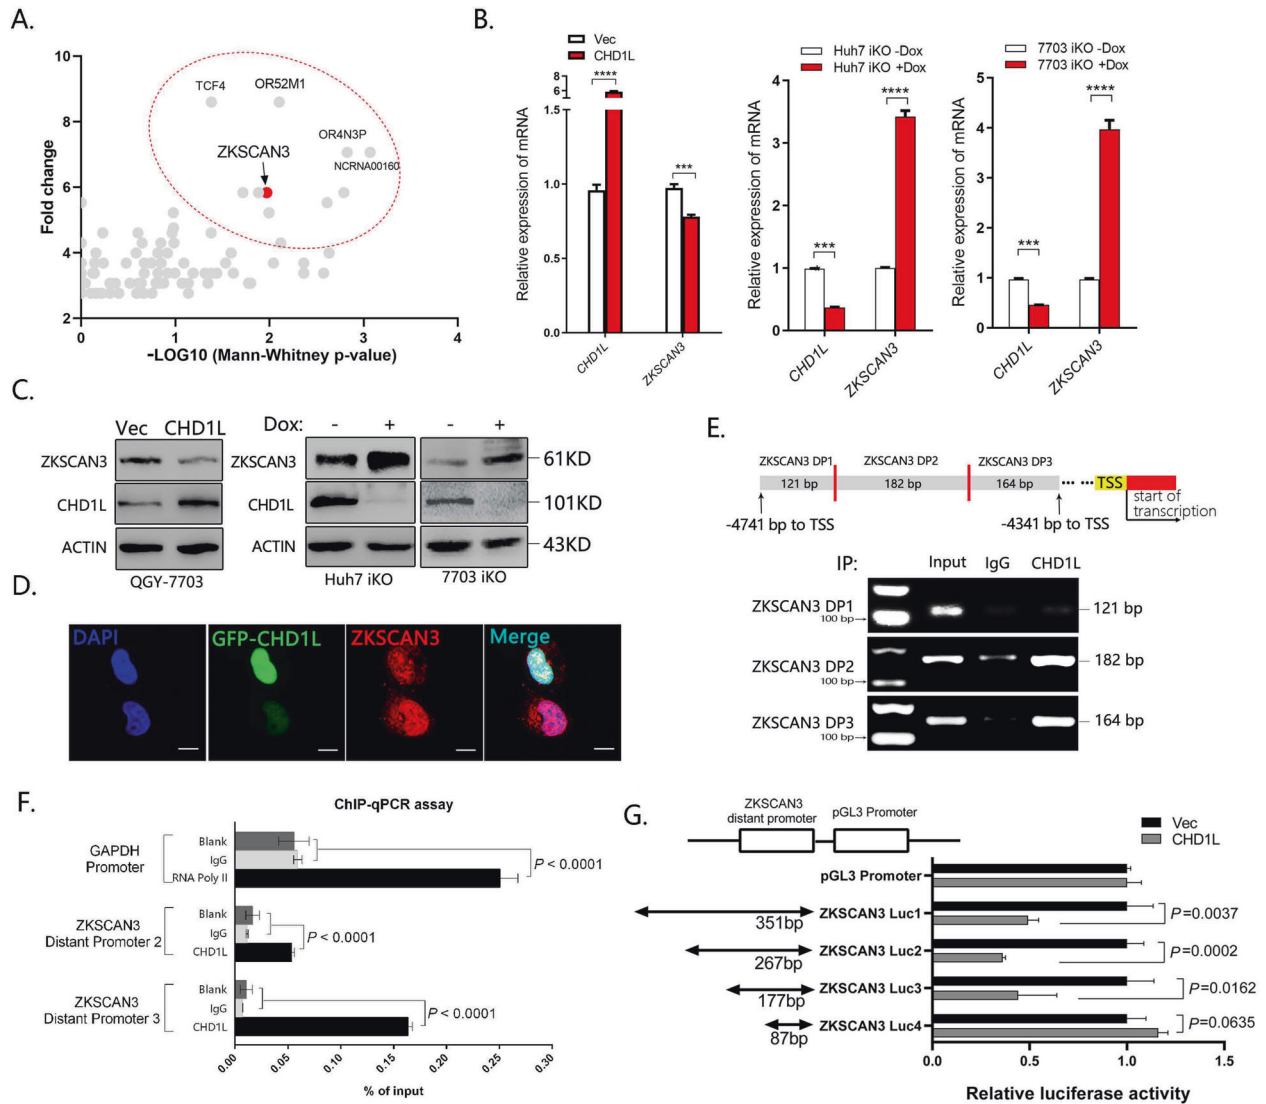 A.
Fold change
10
8
6
4
2
0
1
2
3
4
TCF4
OR52M1
OR4N3P
ZKSCAN3
NCRNA00160
-LOG10 (Mann-Whitney p-value)
B.
Vec
CHD1L
Relative expression of mRNA
8
6
1.5
1.0
0.5
0.0
****
***
CHD1L
ZKSCAN3
Huh7 iKO -Dox
Huh7 iKO +Dox
Relative expression of mRNA
4
3
2
1
0
***
****
CHD1L
ZKSCAN3
7703 iKO -Dox
7703 iKO +Dox
Relative expression of mRNA
5
4
3
2
1
0
***
****
CHD1L
ZKSCAN3
C.
Vec CHD1L
ZKSCAN3
CHD1L
ACTIN
QGY-7703
Dox: - + - +
ZKSCAN3
61KD
CHD1L
101KD
ACTIN
43KD
Huh7 iKO
7703 iKO
D.
DAPI
GFP-CHD1L
ZKSCAN3
Merge
E.
ZKSCAN3 DP1
ZKSCAN3 DP2
ZKSCAN3 DP3
121 bp
182 bp
164 bp
TSS
start of
transcription
-4741 bp to TSS
-4341 bp to TSS
IP: Input IgG CHD1L
ZKSCAN3 DP1
100 bp
121 bp
ZKSCAN3 DP2
100 bp
182 bp
ZKSCAN3 DP3
100 bp
164 bp
F.
ChIP-qPCR assay
GAPDH
Promoter
Blank
IgG
RNA Poly II
P < 0.0001
ZKSCAN3
Distant Promoter 2
Blank
IgG
CHD1L
P < 0.0001
ZKSCAN3
Distant Promoter 3
Blank
IgG
CHD1L
P < 0.0001
0.00
0.05
0.10
0.15
0.20
0.25
0.30
% of input
G.
ZKSCAN3
distant promoter
pGL3 Promoter
Vec
CHD1L
pGL3 Promoter
ZKSCAN3 Luc1
351bp
P=0.0037
ZKSCAN3 Luc2
267bp
P=0.0002
ZKSCAN3 Luc3
177bp
P=0.0162
ZKSCAN3 Luc4
87bp
P=0.0635
0.0
0.5
1.0
1.5
Relative luciferase activity